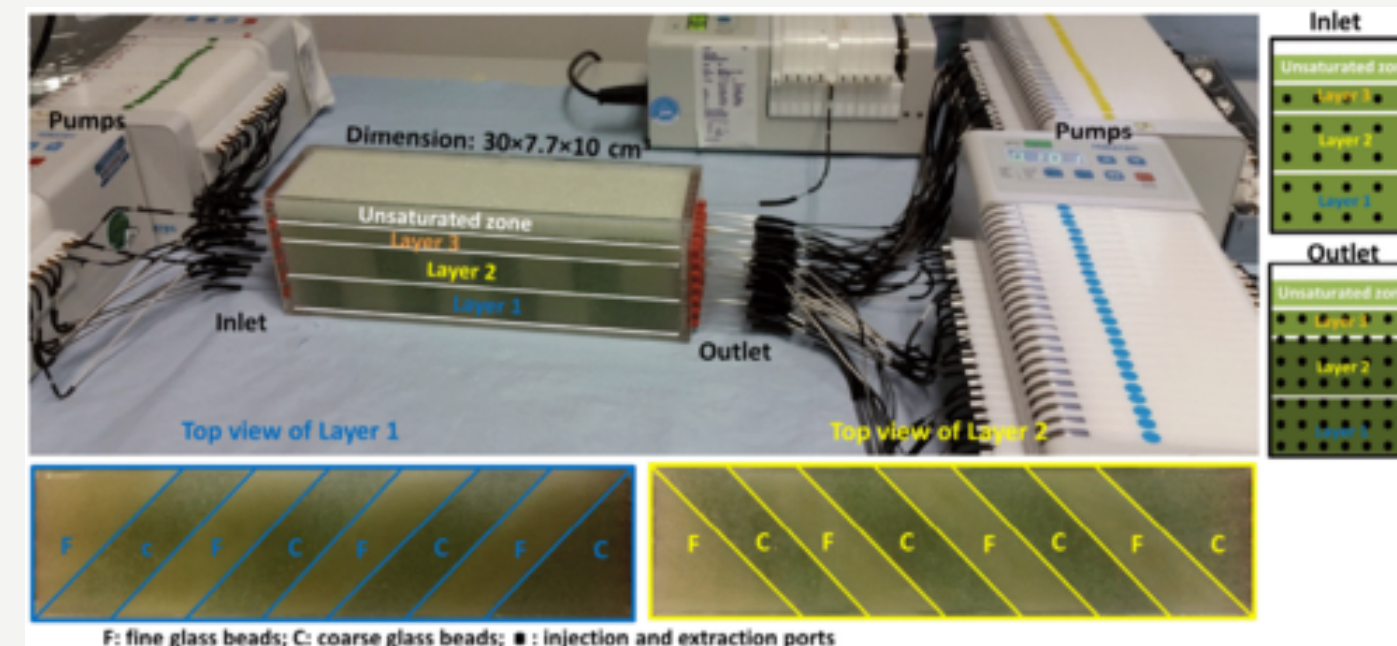 Inlet
Unsaturated zo
Layer 3
Layer 2
Layer 1
Pumps
Dimension: 30×7.7×10 cm
Pumps
Unsaturated zone
Layer 3
Layer 2
Layer 1
Inlet
Outlet
Outlet
Unsaturated zo
Layer 3
Layer 2
Layer 1
Top view of Layer 1
Top view of Layer 2
F C F C F C F C
F C F C F C F C
F: fine glass beads; C: coarse glass beads; ■ : injection and extraction ports